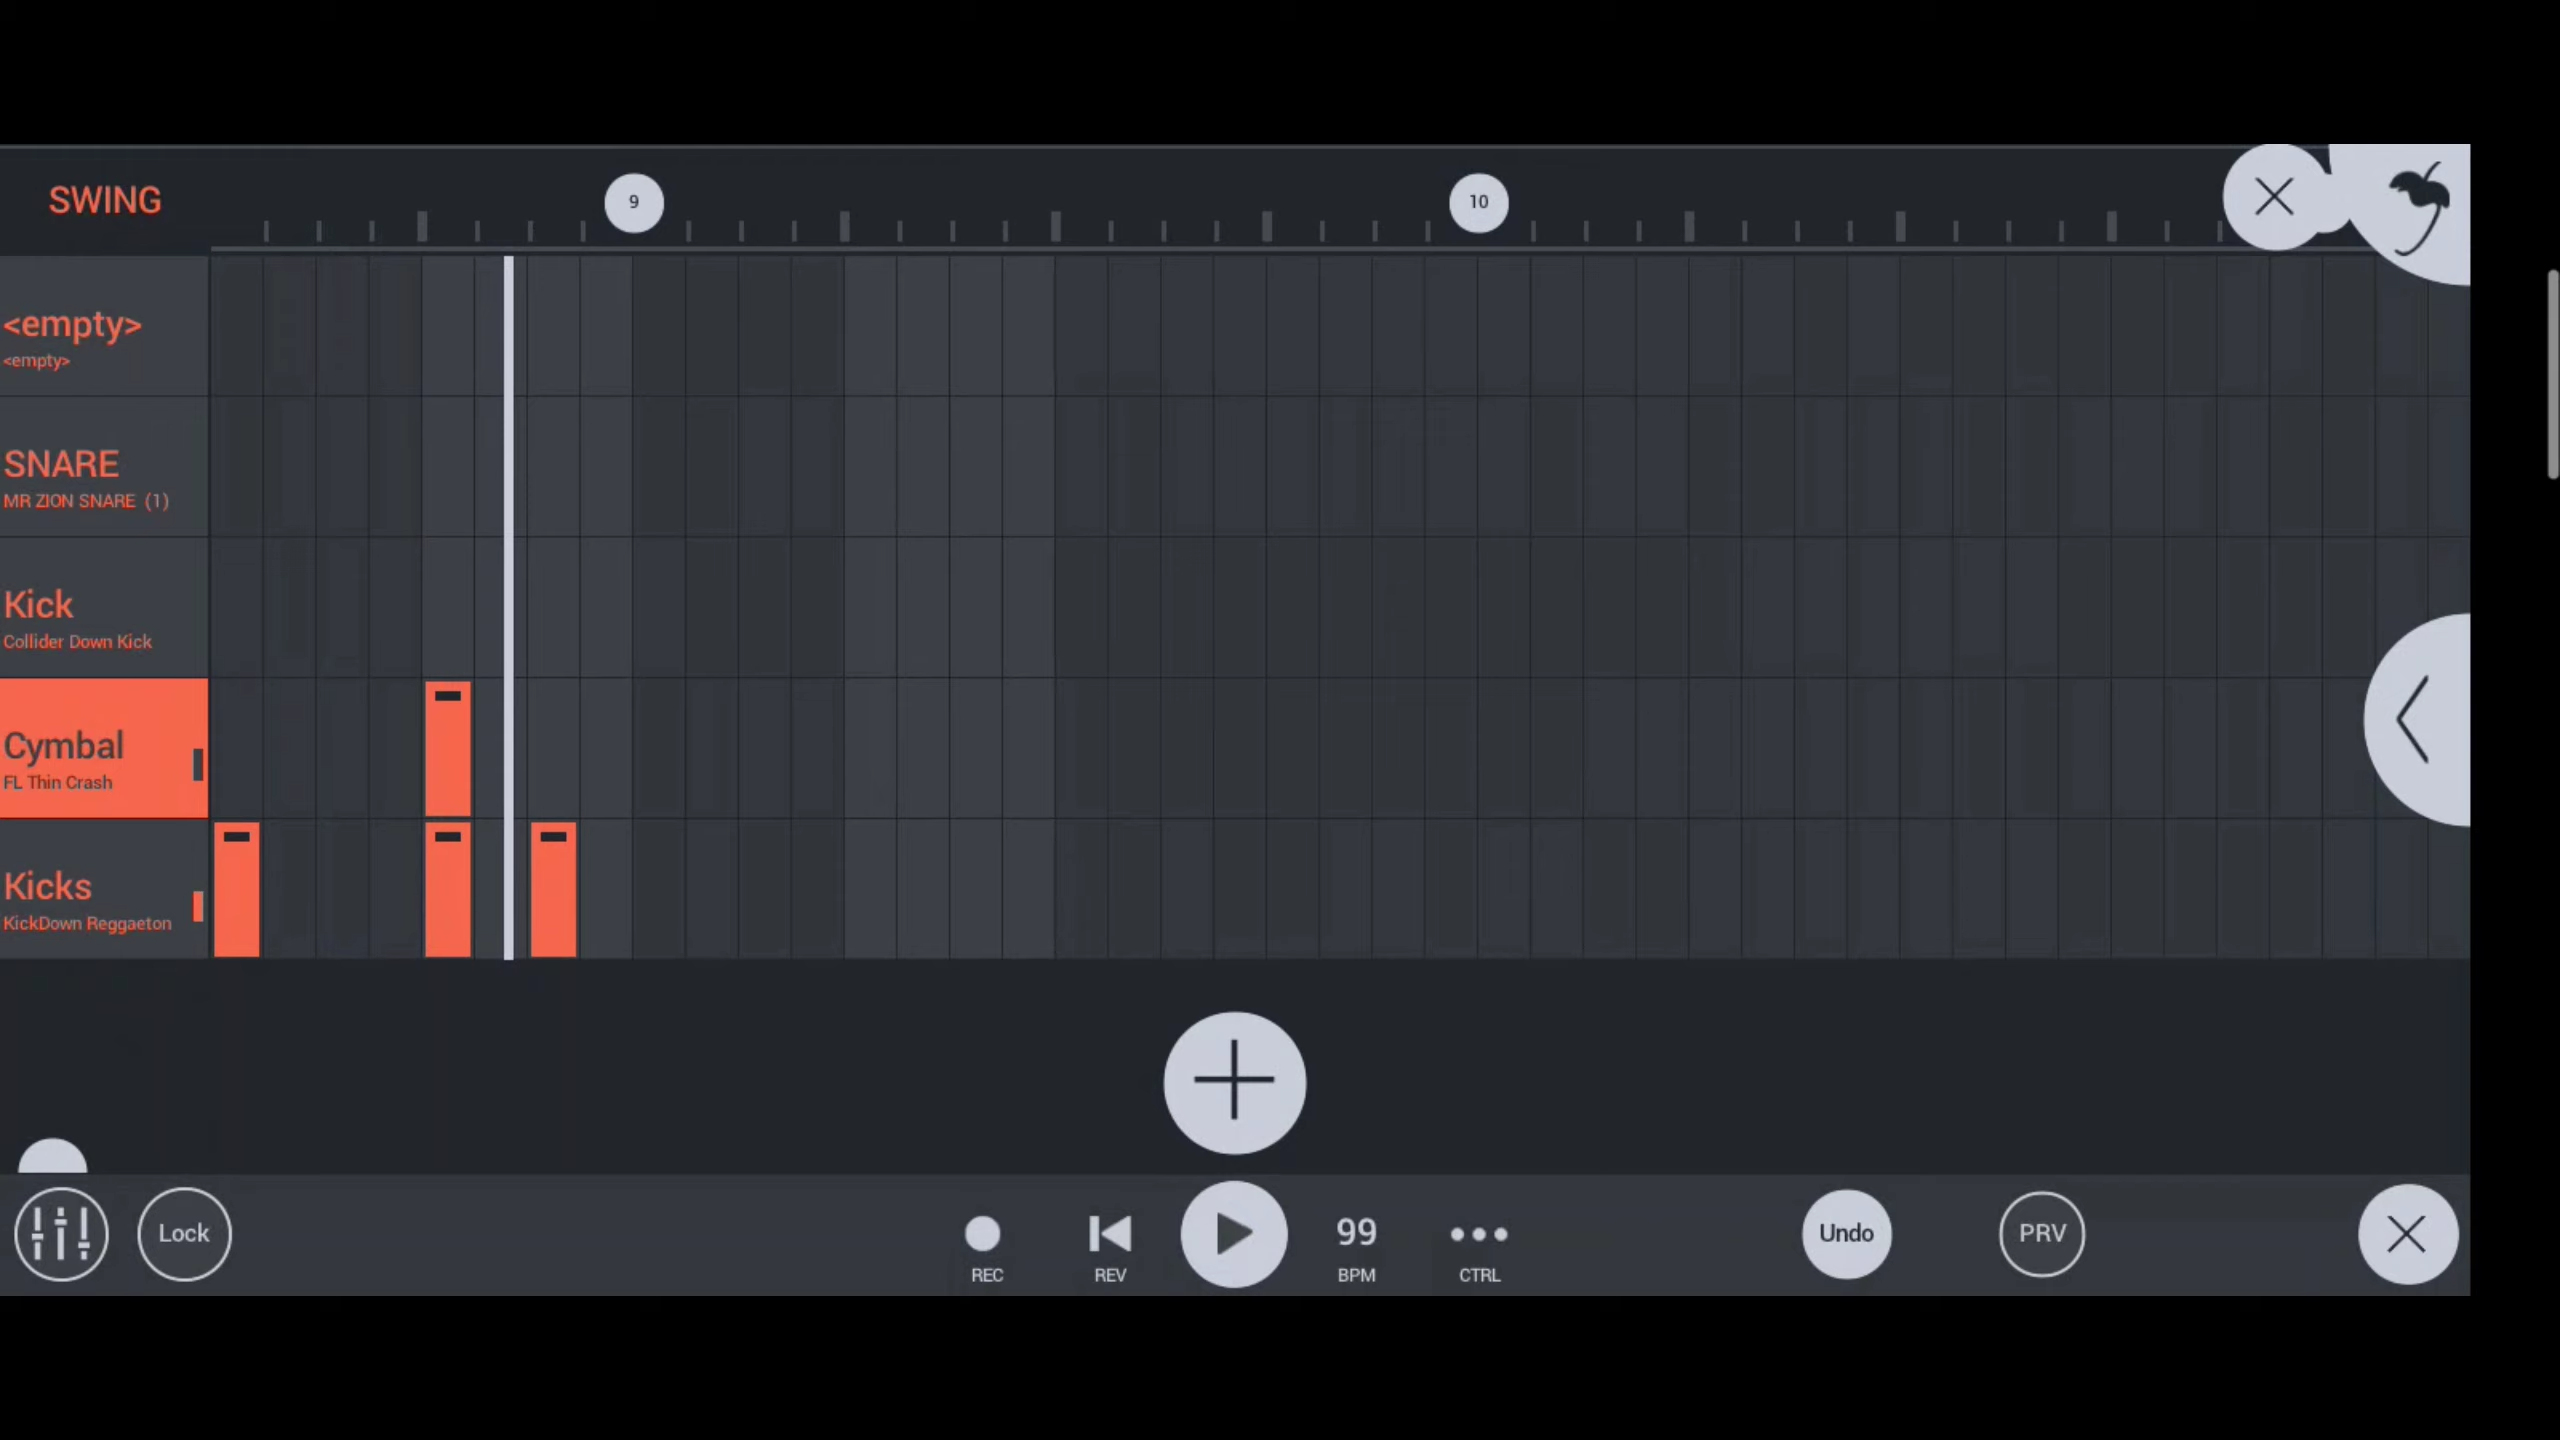 SWING
9
10
<empty>
<empty>
SNARE
MR ZION SNARE (1)
Kick
Collider Down Kick
Cymbal
FL Thin Crash
Kicks
KickDown Reggaeton
Lock
REC
REV
99
BPM
CTRL
Undo
PRV